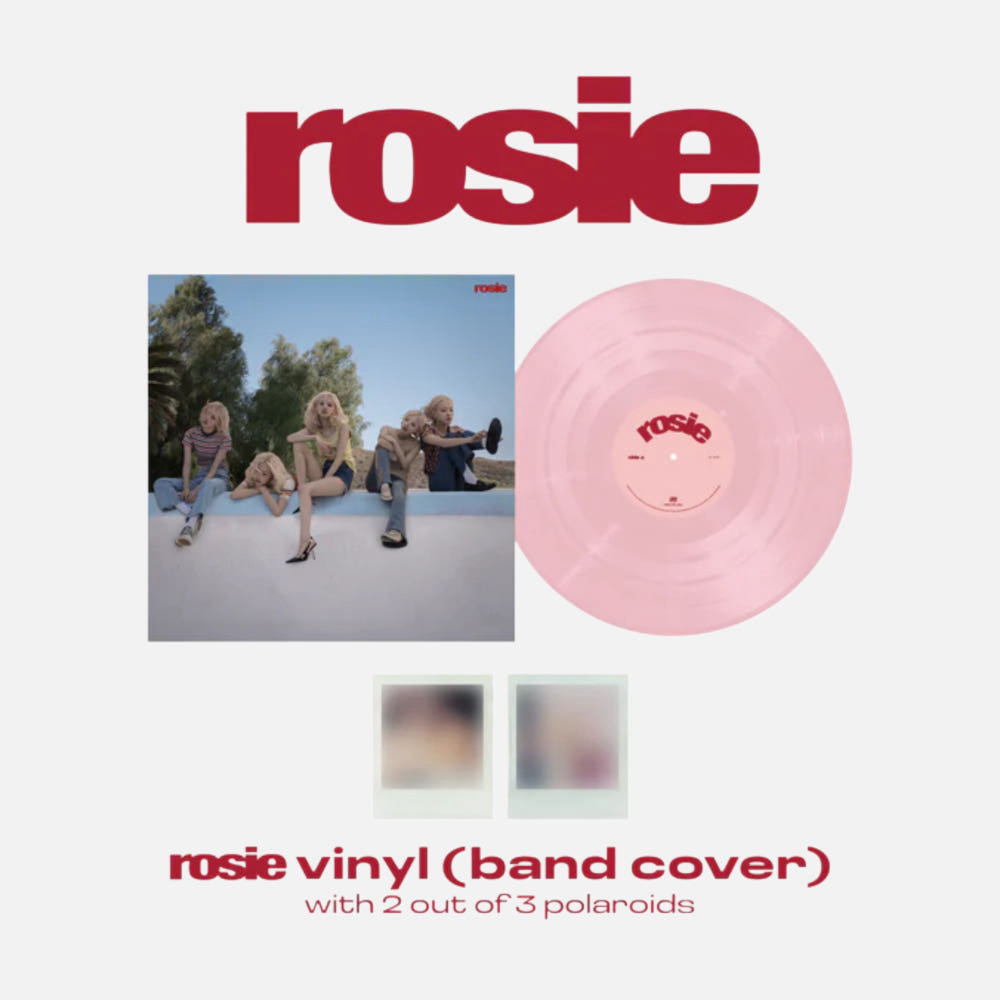 rosie
rosie
rosie
side a
rosie vinyl (band cover)
with 2 out of 3 polaroids